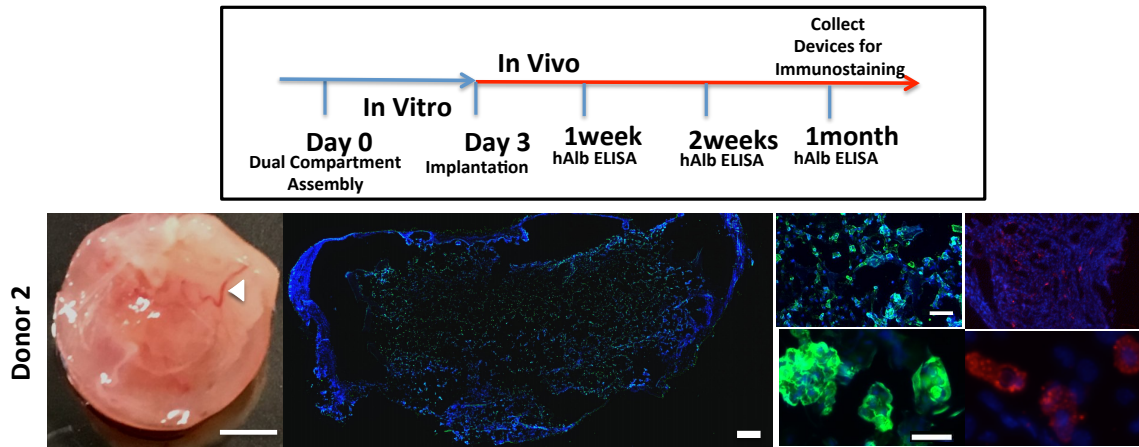 Collect
Devices for
Immunostaining
In Vivo
In Vitro
Day 0
Dual Compartment
Assembly
Day 3
Implantation
1week
hAlb ELISA
2weeks
hAlb ELISA
1month
hAlb ELISA
Donor 2